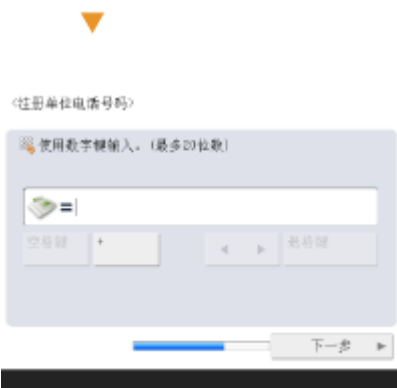 <注册单位电话号码>
使用数字键输入。(最多20位数)
=
空格键 + ◀ ▶ 退格键
下一步 ▶